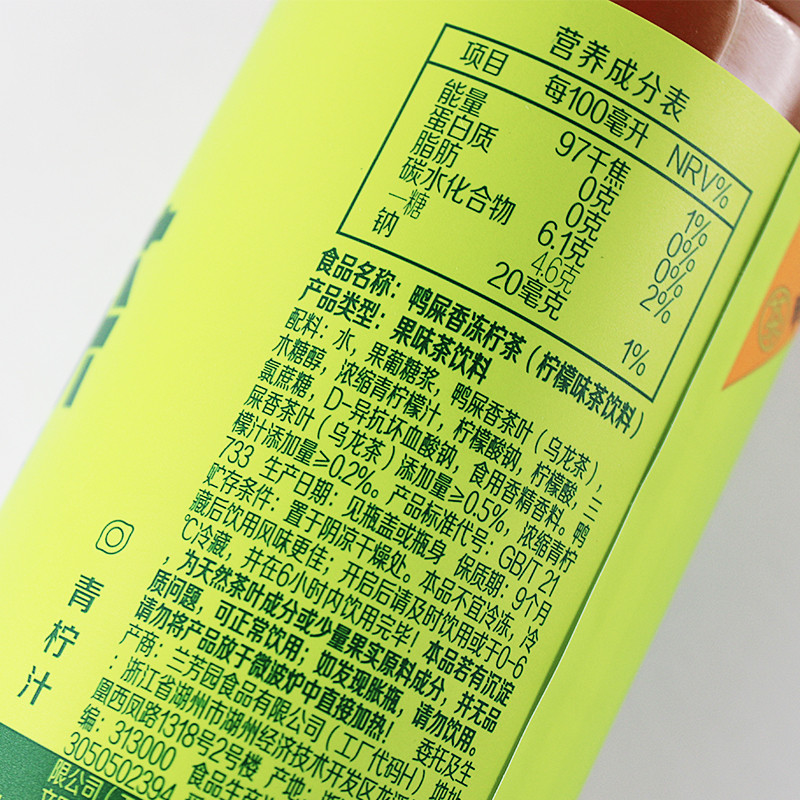 营养成分表
项目 每100毫升 NRV%
能量 97千焦 1%
蛋白质 0克 0%
脂肪 0克 0%
碳水化合物 6.1克 2%
—糖 4.6克
钠 20毫克 1%
食品名称：鸭屎香冻柠茶（柠檬味茶饮料）
产品类型：果味茶饮料
配料：水，果葡糖浆，鸭屎香茶叶（乌龙茶），
木糖醇，浓缩青柠檬汁，柠檬酸钠，柠檬酸，三
氯蔗糖，D-异抗坏血酸钠，食用香精香料。鸭
屎香茶叶（乌龙茶）添加量≥0.5%，浓缩青柠
檬汁添加量≥0.2‰。产品标准代号：GB/T 21
733 生产日期：见瓶盖或瓶身 保质期：9个月
贮存条件：置于阴凉干燥处。本品不宜冷冻，冷
藏后饮用风味更佳；开启后请及时饮用或于0-6
℃冷藏，并在6小时内饮用完毕！本品若有沉淀
，为天然茶叶成分或少量果实原料成分，并无品
质问题，可正常饮用，如发现胀瓶，请勿饮用。
请勿将产品放于微波炉中直接加热！ 委托及生
产商：兰芳园食品有限公司（工厂代码H）地址
：浙江省湖州市湖州经济技术开发区龙溪
凰西凤路1318号2号楼 产地：
编：313000 食品生产
3050502394
限公司（
青柠汁